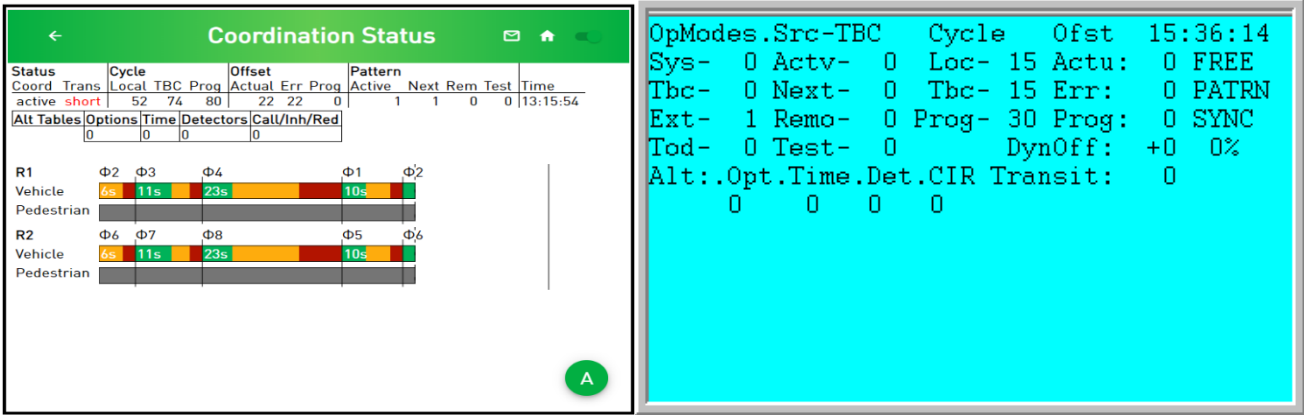 Coordination Status
Status Cycle Offset Pattern
Coord Trans Local TBC Prog Actual Err Prog Active Next Rem Test Time
active short 52 74 80 22 22 0 1 1 0 0 13:15:54
Alt Tables Options Time Detectors Call/Inh/Red
0 0 0 0
R1 Φ2 Φ3 Φ4 Φ1 Φ2
Vehicle 6s 11s 23s 10s
Pedestrian
R2 Φ6 Φ7 Φ8 Φ5 Φ6
Vehicle 6s 11s 23s 10s
Pedestrian
A
OpModes.Src-TBC Cycle Ofst 15:36:14
Sys- 0 Actv- 0 Loc- 15 Actu: 0 FREE
Tbc- 0 Next- 0 Tbc- 15 Err: 0 PATRN
Ext- 1 Remo- 0 Prog- 30 Prog: 0 SYNC
Tod- 0 Test- 0 DynOff: +0 0%
Alt:.Opt.Time.Det.CIR Transit: 0
0 0 0 0